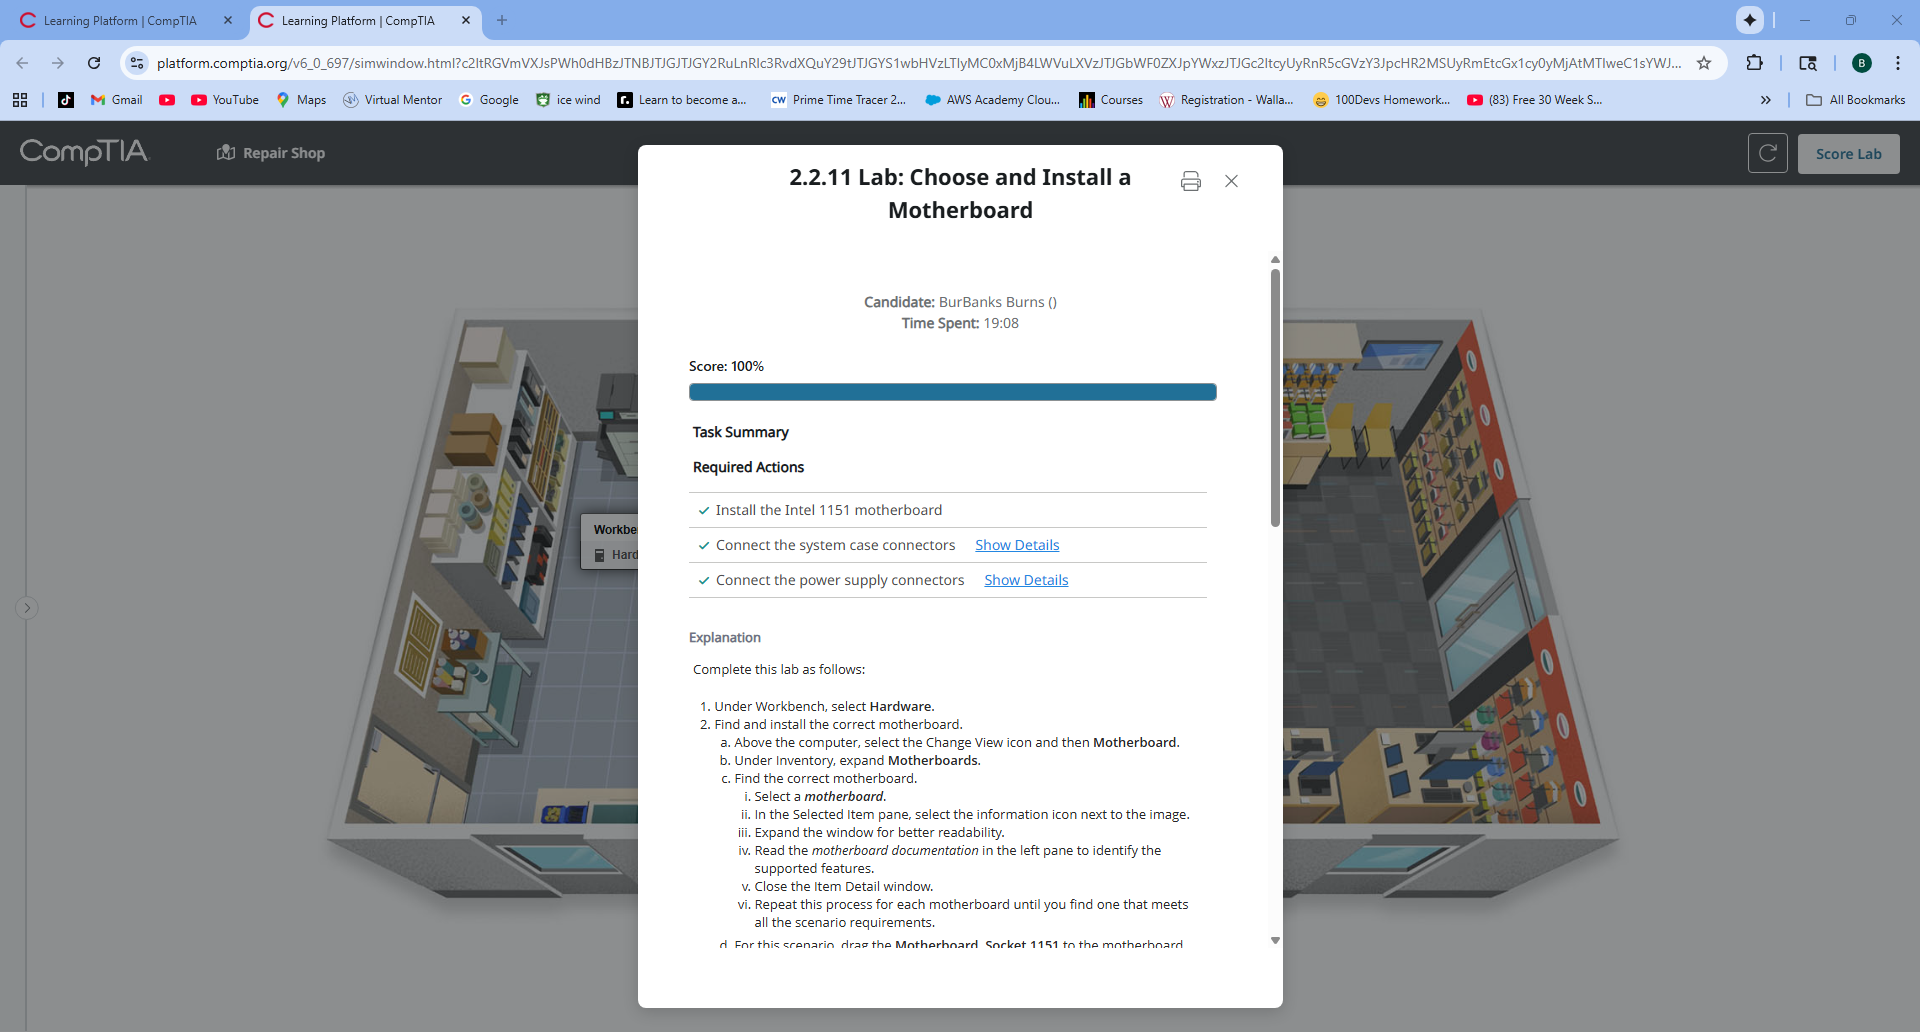 Learning Platform | CompTIA
Learning Platform | CompTIA
platform.comptia.org/v6_0_697/simwindow.html?
Gmail
YouTube
Maps
Virtual Mentor
Google
ice wind
Learn to become a...
Prime Time Tracer 2...
AWS Academy Clou...
Courses
Registration - Walla...
100Devs Homework...
(83) Free 30 Week S...
All Bookmarks
CompTIA
Repair Shop
Score Lab
2.2.11 Lab: Choose and Install a
Motherboard
Candidate: BurBanks Burns ()
Time Spent: 19:08
Score: 100%
Task Summary
Required Actions
Install the Intel 1151 motherboard
Connect the system case connectors Show Details
Connect the power supply connectors Show Details
Workbe
Hard
Explanation
Complete this lab as follows:
1. Under Workbench, select Hardware.
2. Find and install the correct motherboard.
a. Above the computer, select the Change View icon and then Motherboard.
b. Under Inventory, expand Motherboards.
c. Find the correct motherboard.
i. Select a motherboard.
ii. In the Selected Item pane, select the information icon next to the image.
iii. Expand the window for better readability.
iv. Read the motherboard documentation in the left pane to identify the
supported features.
v. Close the Item Detail window.
vi. Repeat this process for each motherboard until you find one that meets
all the scenario requirements.
d. For this scenario, drag the Motherboard, Socket 1151 to the motherboard